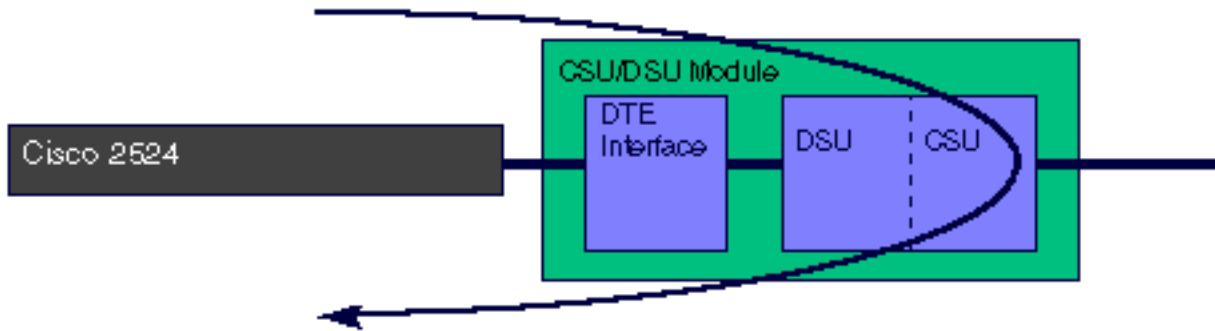 CSU/DSU Module
DTE
Interface
DSU
CSU
Cisco 2524